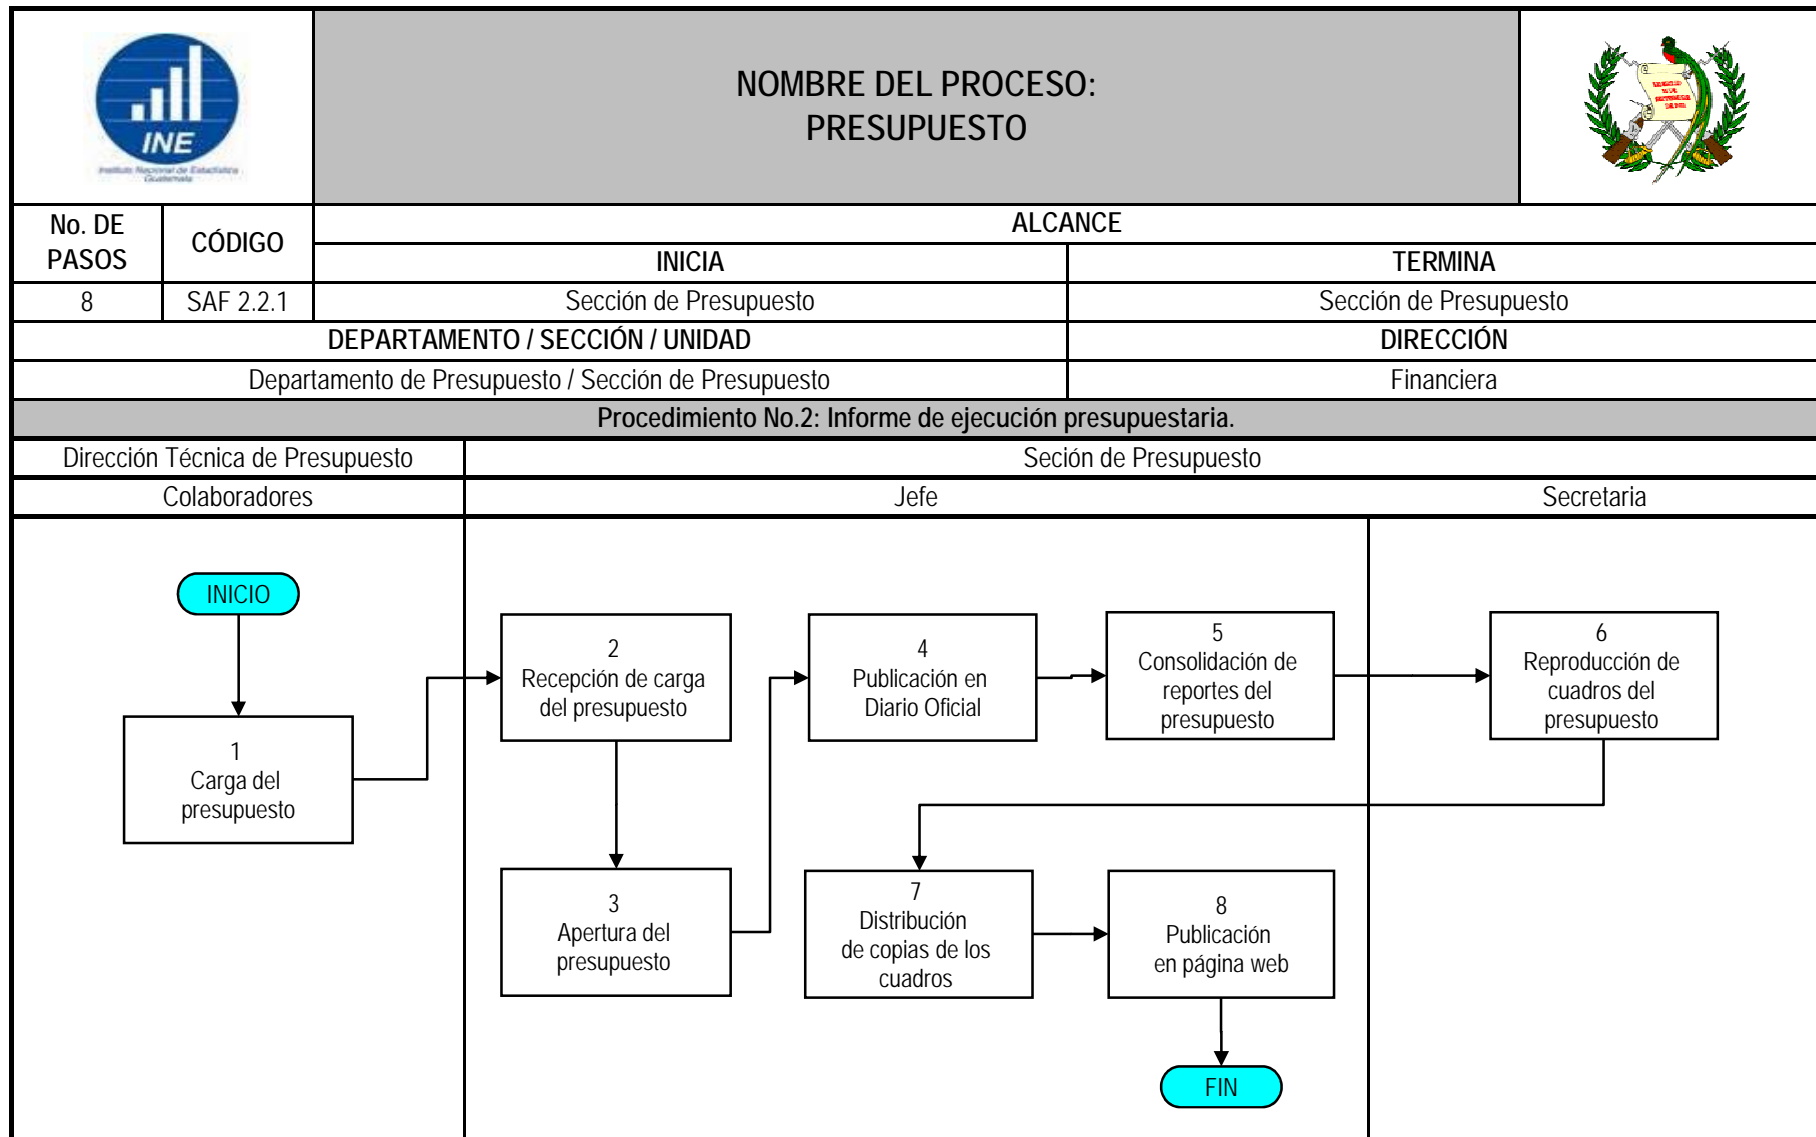 INE
Instituto Nacional de Estadística
Guatemala
NOMBRE DEL PROCESO:
PRESUPUESTO
No. DE
PASOS
CÓDIGO
ALCANCE
INICIA
TERMINA
8
SAF 2.2.1
Sección de Presupuesto
Sección de Presupuesto
DEPARTAMENTO / SECCIÓN / UNIDAD
DIRECCIÓN
Departamento de Presupuesto / Sección de Presupuesto
Financiera
Procedimiento No.2: Informe de ejecución presupuestaria.
Dirección Técnica de Presupuesto
Seción de Presupuesto
Colaboradores
Jefe
Secretaria
INICIO
1
Carga del
presupuesto
2
Recepción de carga
del presupuesto
3
Apertura del
presupuesto
4
Publicación en
Diario Oficial
5
Consolidación de
reportes del
presupuesto
6
Reproducción de
cuadros del
presupuesto
7
Distribución
de copias de los
cuadros
8
Publicación
en página web
FIN